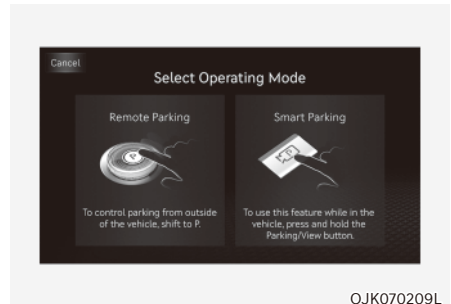 Cancel
Select Operating Mode
Remote Parking
P
To control parking from outside
of the vehicle, shift to P.
Smart Parking
P
To use this feature while in the
vehicle, press and hold the
Parking/View button.
OJK070209L